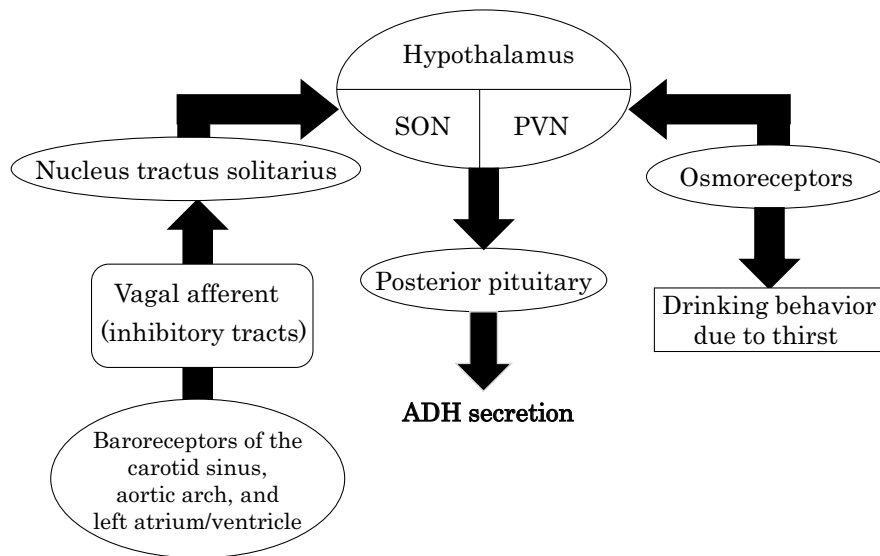 Hypothalamus
SON
PVN
Nucleus tractus solitarius
Osmoreceptors
Vagal afferent
(inhibitory tracts)
Posterior pituitary
Drinking behavior
due to thirst
ADH secretion
Baroreceptors of the
carotid sinus,
aortic arch, and
left atrium/ventricle